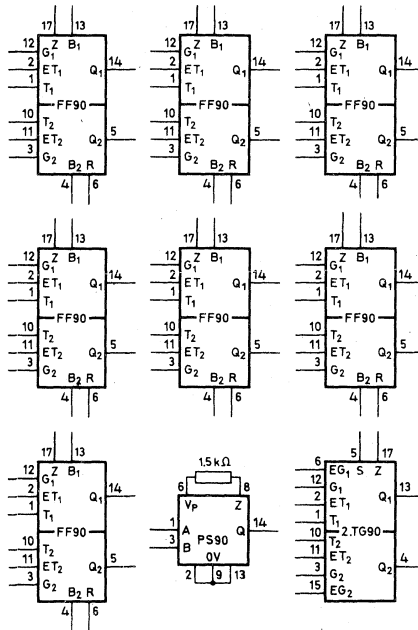 17 13
Z B₁
12 G₁
2 ET₁ Q₁ 14
1 T₁
FF90
10 T₂
11 ET₂ Q₂ 5
3 G₂
B₂ R
4 6
17 13
Z B₁
12 G₁
2 ET₁ Q₁ 14
1 T₁
FF90
10 T₂
11 ET₂ Q₂ 5
3 G₂
B₂ R
4 6
17 13
Z B₁
12 G₁
2 ET₁ Q₁ 14
1 T₁
FF90
10 T₂
11 ET₂ Q₂ 5
3 G₂
B₂ R
4 6
17 13
Z B₁
12 G₁
2 ET₁ Q₁ 14
1 T₁
FF90
10 T₂
11 ET₂ Q₂ 5
3 G₂
B₂ R
4 6
17 13
Z B₁
12 G₁
2 ET₁ Q₁ 14
1 T₁
FF90
10 T₂
11 ET₂ Q₂ 5
3 G₂
B₂ R
4 6
17 13
Z B₁
12 G₁
2 ET₁ Q₁ 14
1 T₁
FF90
10 T₂
11 ET₂ Q₂ 5
3 G₂
B₂ R
4 6
17 13
Z B₁
12 G₁
2 ET₁ Q₁ 14
1 T₁
FF90
10 T₂
11 ET₂ Q₂ 5
3 G₂
B₂ R
4 6
1,5 kΩ
6 8
Vₚ Z
1 A Q 14
3 B PS90
0V
2 9 13
5 17
6 EG₁ S Z
12 G₁
2 ET₁ Q₁ 13
1 T₁
2.TG90
10 T₂
11 ET₂
3 G₂ Q₂ 4
15 EG₂